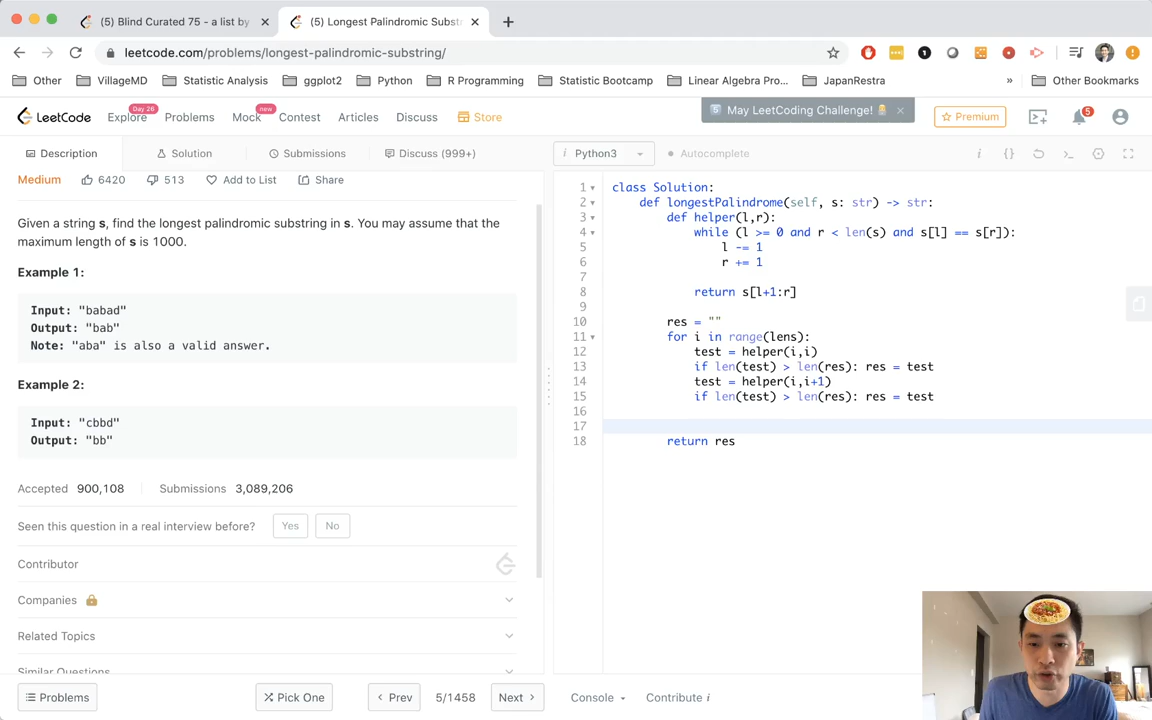 (5) Blind Curated 75 - a list by
(5) Longest Palindromic Subst
leetcode.com/problems/longest-palindromic-substring/
Other VillageMD Statistic Analysis ggplot2 Python R Programming Statistic Bootcamp Linear Algebra Pro... JapanRestra » Other Bookmarks
LeetCode Explore Day 26 Problems Mock new Contest Articles Discuss Store
May LeetCoding Challenge!
Premium
5
Description Solution Submissions Discuss (999+)
i Python3 Autocomplete i {}
Medium 6420 513 Add to List Share
Given a string s, find the longest palindromic substring in s. You may assume that the
maximum length of s is 1000.
Example 1:
Input: "babad"
Output: "bab"
Note: "aba" is also a valid answer.
Example 2:
Input: "cbbd"
Output: "bb"
Accepted 900,108 Submissions 3,089,206
Seen this question in a real interview before? Yes No
Contributor
Companies
Related Topics
Similar Questions
Problems Pick One Prev 5/1458 Next
1 class Solution:
2 def longestPalindrome(self, s: str) -> str:
3 def helper(l,r):
4 while (l >= 0 and r < len(s) and s[l] == s[r]):
5 l -= 1
6 r += 1
7
8 return s[l+1:r]
9
10 res = ""
11 for i in range(lens):
12 test = helper(i,i)
13 if len(test) > len(res): res = test
14 test = helper(i,i+1)
15 if len(test) > len(res): res = test
16
17
18 return res
Console Contribute i